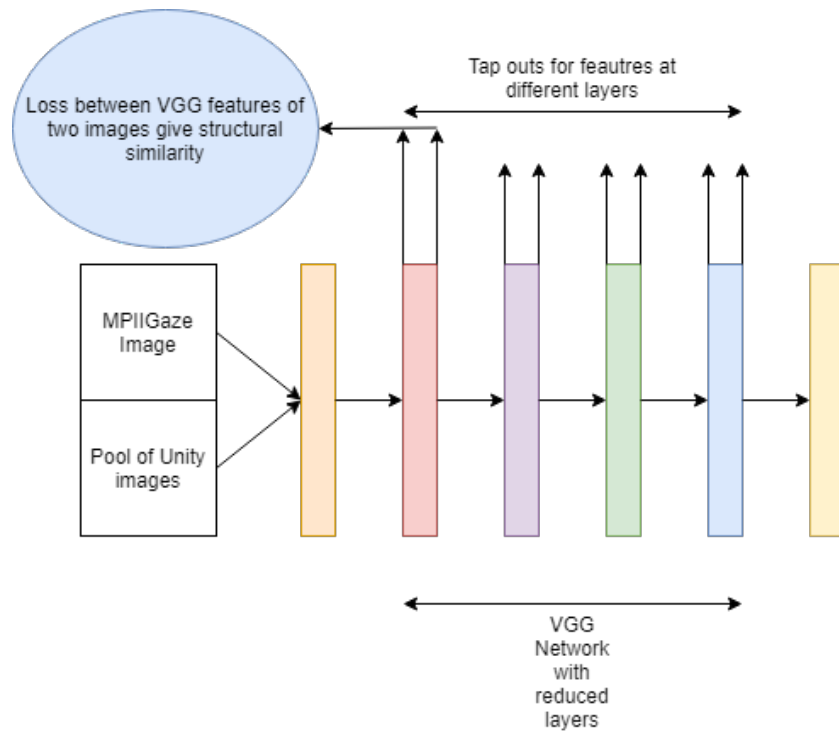 Loss between VGG features of
two images give structural
similarity
Tap outs for feautres at
different layers
MPIIGaze
Image
Pool of Unity
images
VGG
Network
with
reduced
layers